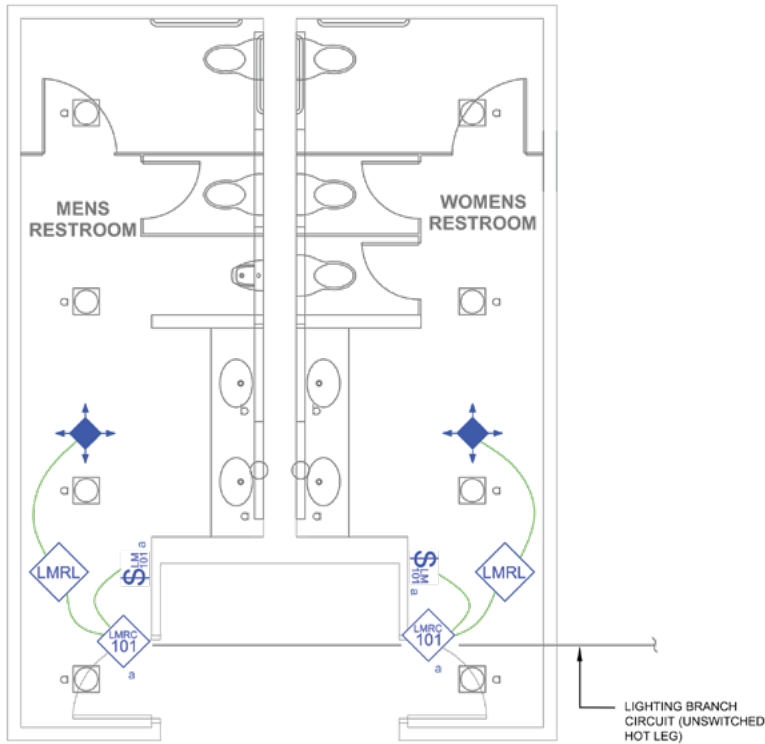 a
a
MENS
RESTROOM
WOMENS
RESTROOM
a
a
a
a
a
a
a
a
$ LM 101 a
$ LM 101 a
LMRL
LMRL
LMRC
101
a
LMRC
101
a
a
a
LIGHTING BRANCH
CIRCUIT (UNSWITCHED
HOT LEG)